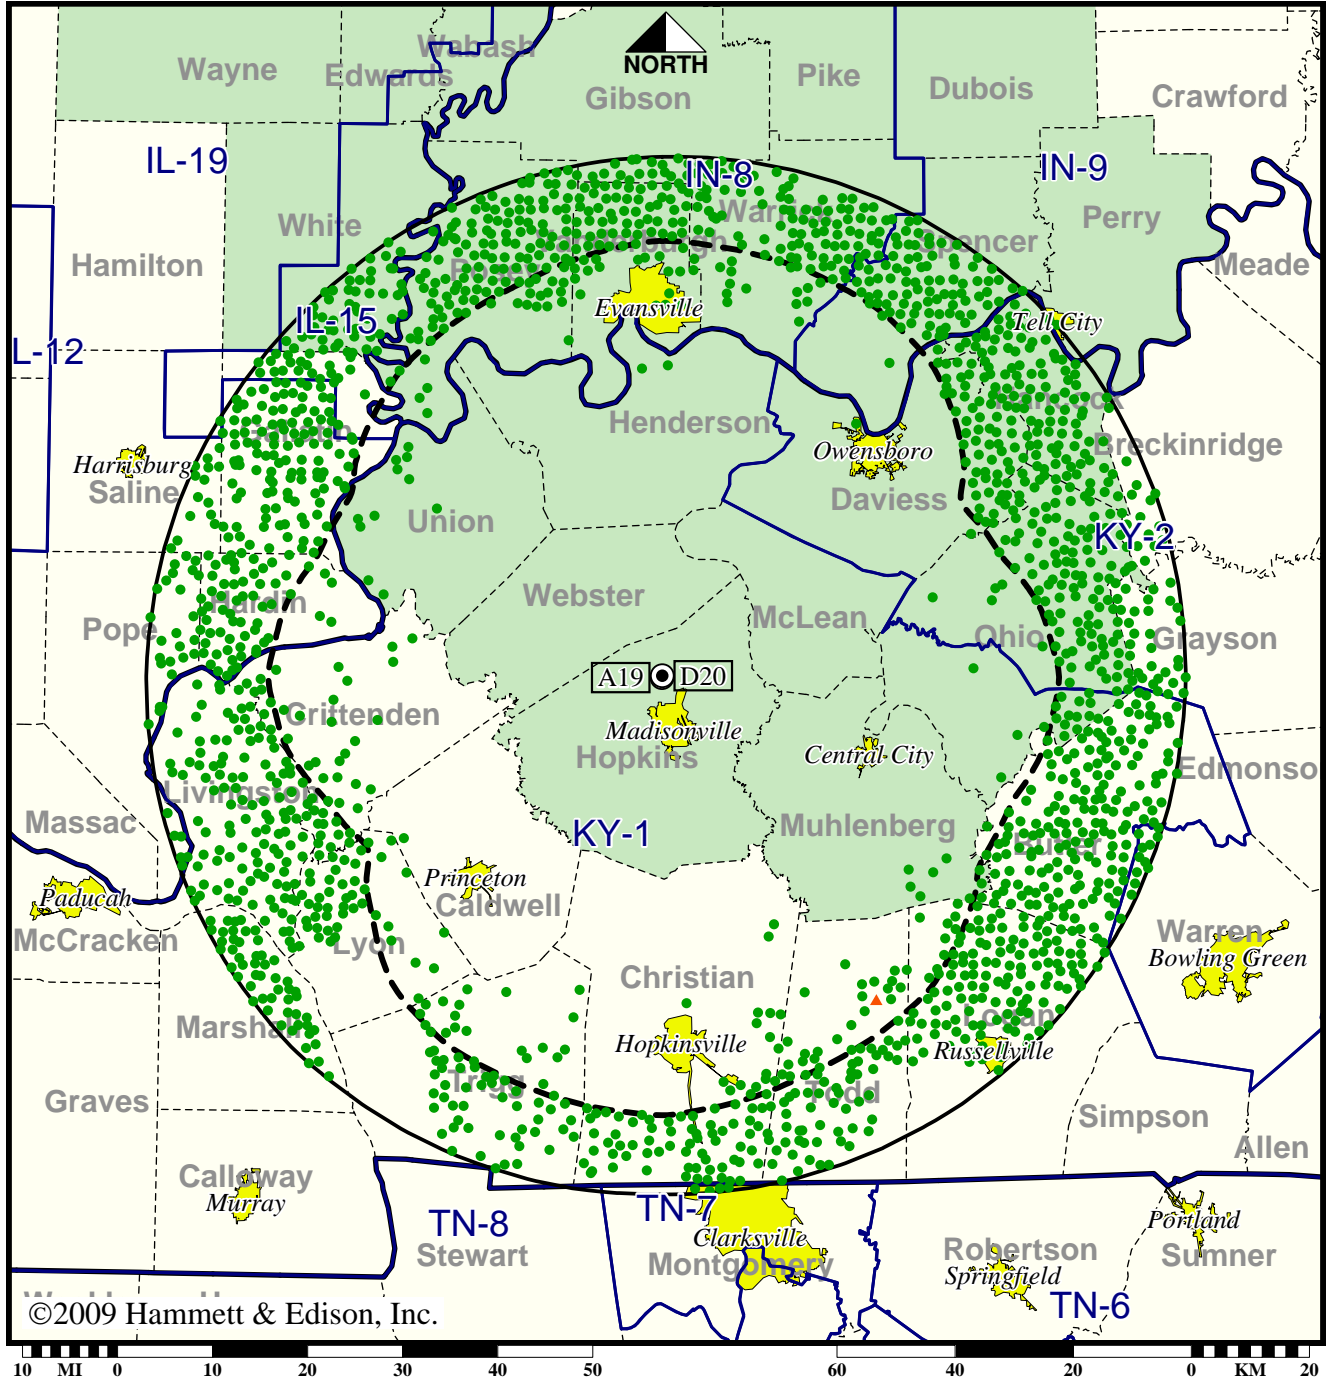 Wabash
Wayne
Edwards
NORTH
Gibson
Pike
Dubois
Crawford
IL-19
IN-8
IN-9
White
Warrick
Perry
Hamilton
Vanderburgh
Spencer
Meade
Posey
Evansville
IL-15
Tell City
L-12
Hancock
Henderson
Gallatin
Breckinridge
Harrisburg
Owensboro
Saline
Daviess
Union
KY-2
Webster
Hardin
McLean
Pope
Ohio
Grayson
A19
D20
Crittenden
Madisonville
Hopkins
Central City
Edmonso
Livingston
Massac
KY-1
Muhlenberg
Butler
Princeton
Paducah
Caldwell
McCracken
Lyon
Warren
Bowling Green
Christian
Marshall
Logan
Hopkinsville
Russellville
Trigg
Todd
Graves
Simpson
Allen
Calloway
Murray
TN-7
TN-8
Clarksville
Portland
Stewart
Montgomery
Robertson
Sumner
Springfield
TN-6
©2009 Hammett & Edison, Inc.
10 MI 0 10 20 30 40 50 60 40 20 0 KM 20